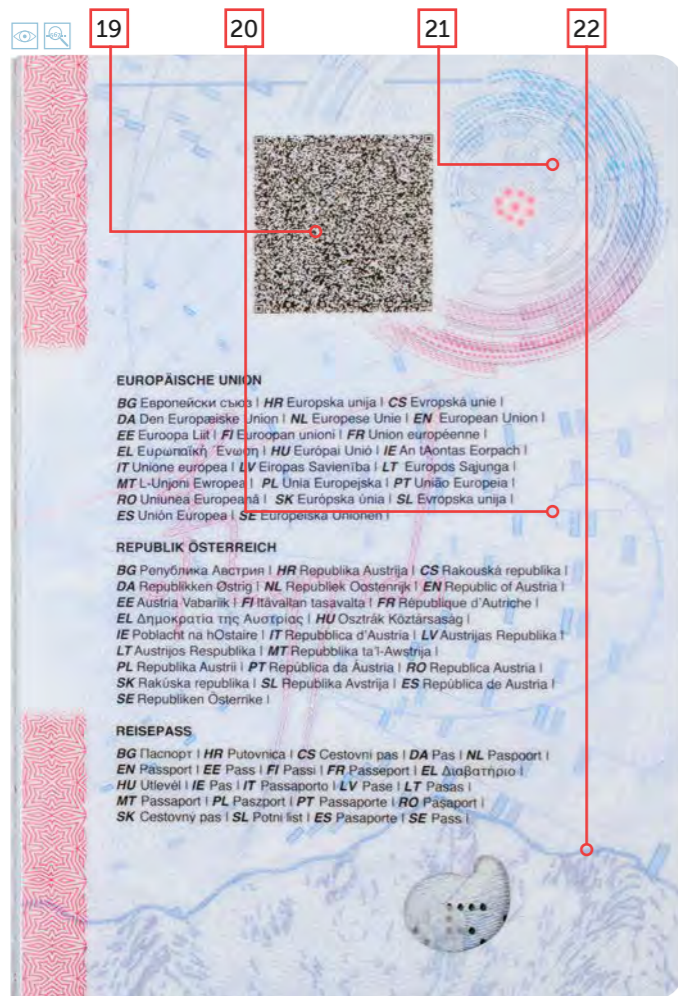 19 20 21 22
EUROPÄISCHE UNION
BG Европейски съюз | HR Europska unija | CS Evropská unie |
DA Den Europæiske Union | NL Europese Unie | EN European Union |
EE Euroopa Liit | FI Euroopan unioni | FR Union européenne |
EL Ευρωπαϊκή Ένωση | HU Európai Unió | IE An tAontas Eorpach |
IT Unione europea | LV Eiropas Savienība | LT Europos Sąjunga |
MT L-Unjoni Ewropea | PL Unia Europejska | PT União Europeia |
RO Uniunea Europeană | SK Európska únia | SL Evropska unija |
ES Unión Europea | SE Europeiska Unionen |
REPUBLIK ÖSTERREICH
BG Република Австрия | HR Republika Austrija | CS Rakouská republika |
DA Republikken Østrig | NL Republiek Oostenrijk | EN Republic of Austria |
EE Austria Vabariik | FI Itävallan tasavalta | FR République d'Autriche |
EL Δημοκρατία της Αυστρίας | HU Osztrák Köztársaság |
IE Poblacht na hOstaire | IT Repubblica d'Austria | LV Austrijas Republika |
LT Austrijos Respublika | MT Repubblika ta'l-Awstrija |
PL Republika Austrii | PT República da Áustria | RO Republica Austria |
SK Rakúska republika | SL Republika Avstrija | ES República de Austria |
SE Republiken Österrike |
REISEPASS
BG Паспорт | HR Putovnica | CS Cestovní pas | DA Pas | NL Paspoort |
EN Passport | EE Pass | FI Passi | FR Passeport | EL Διαβατήριο |
HU Útlevél | IE Pas | IT Passaporto | LV Pase | LT Pasas |
MT Passaport | PL Paszport | PT Passaporte | RO Paşaport |
SK Cestovný pas | SL Potni list | ES Pasaporte | SE Pass |